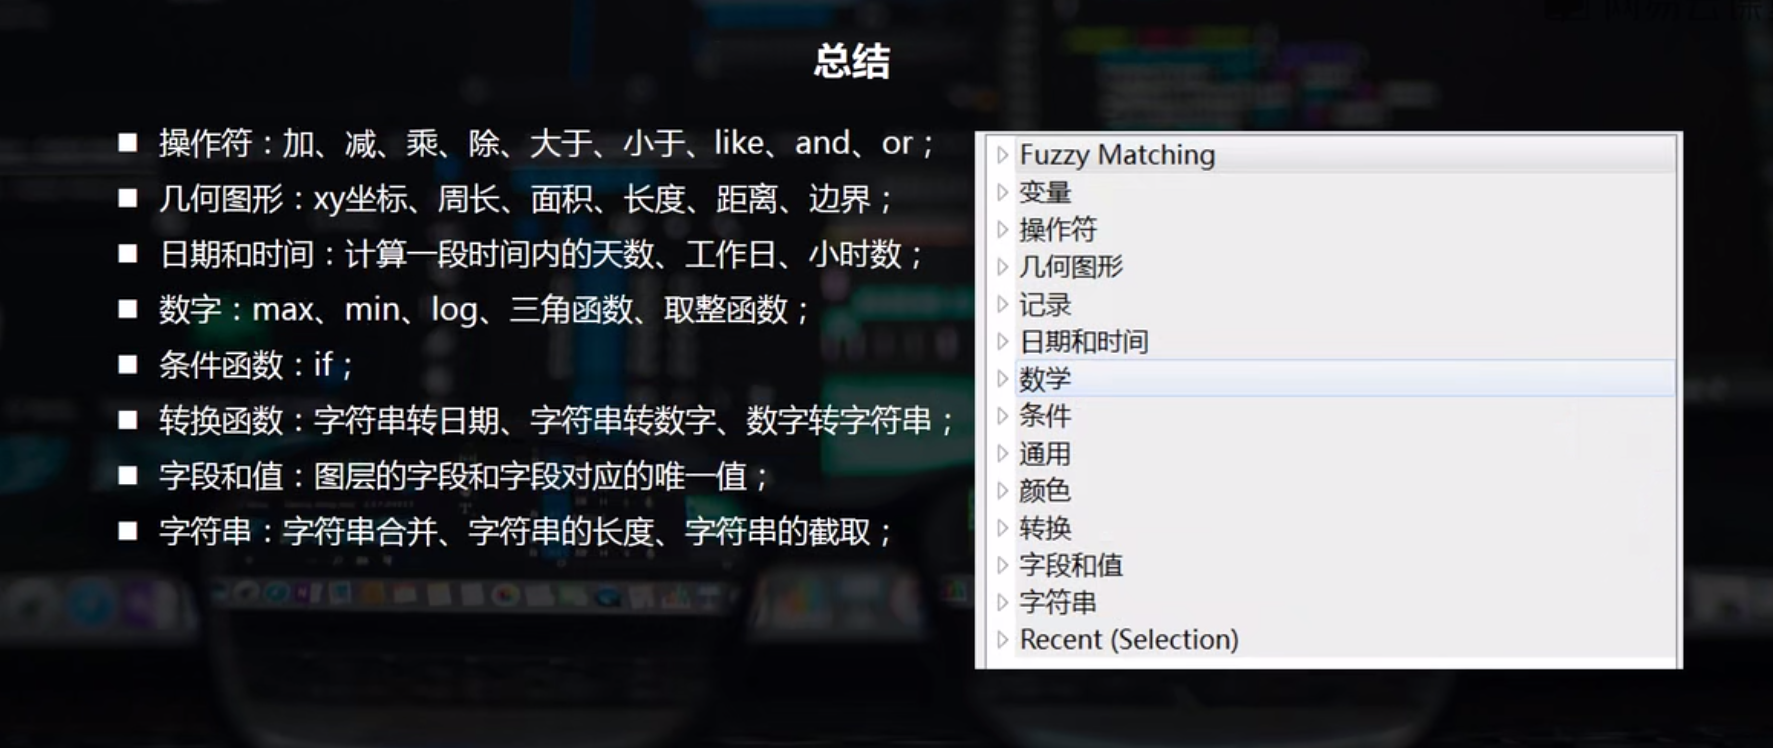 总结
操作符：加、减、乘、除、大于、小于、like、and、or；
几何图形：xy坐标、周长、面积、长度、距离、边界；
日期和时间：计算一段时间内的天数、工作日、小时数；
数字：max、min、log、三角函数、取整函数；
条件函数：if；
转换函数：字符串转日期、字符串转数字、数字转字符串；
字段和值：图层的字段和字段对应的唯一值；
字符串：字符串合并、字符串的长度、字符串的截取；
Fuzzy Matching
变量
操作符
几何图形
记录
日期和时间
数学
条件
通用
颜色
转换
字段和值
字符串
Recent (Selection)